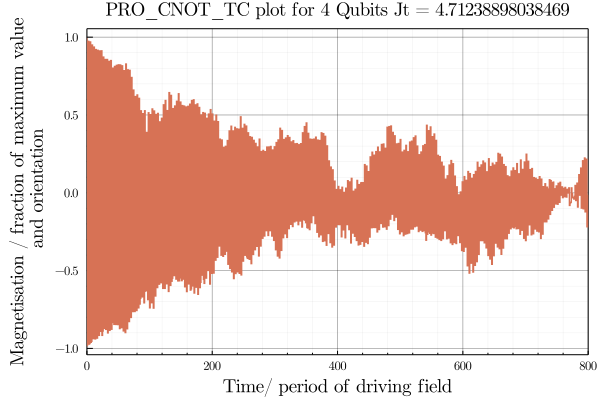 PRO_CNOT_TC plot for 4 Qubits Jt = 4.71238898038469
Magnetisation / fraction of maximum value
and orientation
1.0
0.5
0.0
−0.5
−1.0
0 200 400 600 800
Time/ period of driving field